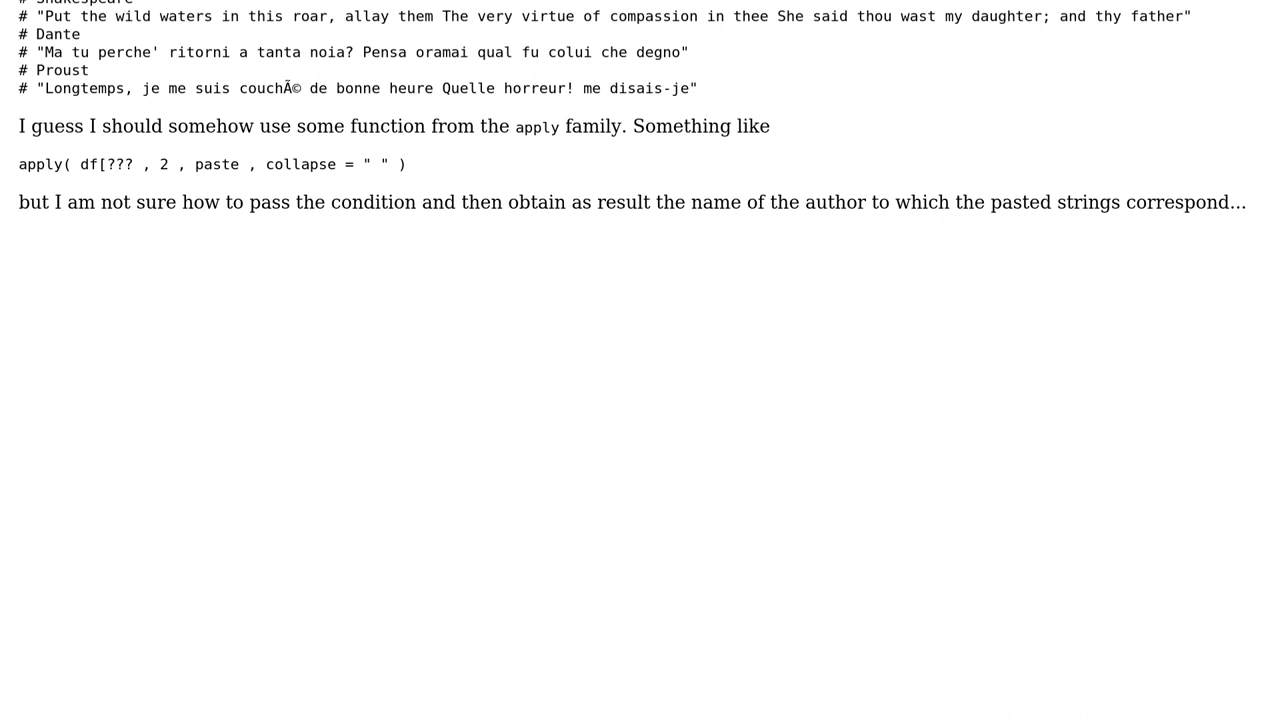 # Shakespeare
# "Put the wild waters in this roar, allay them The very virtue of compassion in thee She said thou wast my daughter; and thy father"
# Dante
# "Ma tu perche' ritorni a tanta noia? Pensa oramai qual fu colui che degno"
# Proust
# "Longtemps, je me suis couchÃ© de bonne heure Quelle horreur! me disais-je"
I guess I should somehow use some function from the apply family. Something like
apply( df[??? , 2 , paste , collapse = " " )
but I am not sure how to pass the condition and then obtain as result the name of the author to which the pasted strings correspond...